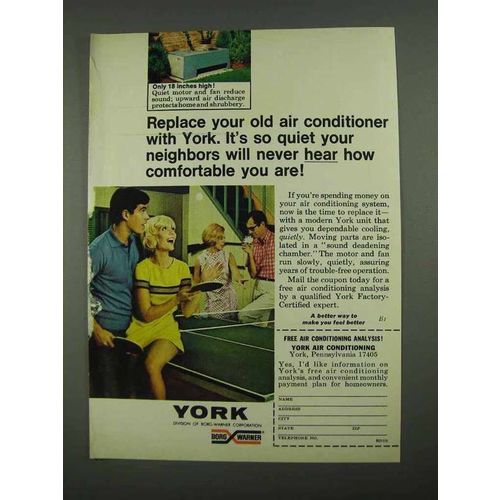 Only 18 inches high!
Quiet motor and fan reduce
sound; upward air discharge
protects home and shrubbery.
Replace your old air conditioner
with York. It's so quiet your
neighbors will never hear how
comfortable you are!
If you're spending money on
your air conditioning system,
now is the time to replace it—
with a modern York unit that
gives you dependable cooling,
quietly. Moving parts are iso-
lated in a "sound deadening
chamber." The motor and fan
run slowly, quietly, assuring
years of trouble-free operation.
Mail the coupon today for a
free air conditioning analysis
by a qualified York Factory-
Certified expert.
A better way to
make you feel better
FREE AIR CONDITIONING ANALYSIS!
YORK AIR CONDITIONING
York, Pennsylvania 17405
Yes, I'd like information on
York's free air conditioning
analysis, and convenient monthly
payment plan for homeowners.
NAME
ADDRESS
CITY
STATE ZIP
TELEPHONE NO.
YORK
DIVISION OF BORG-WARNER CORPORATION
BORG WARNER